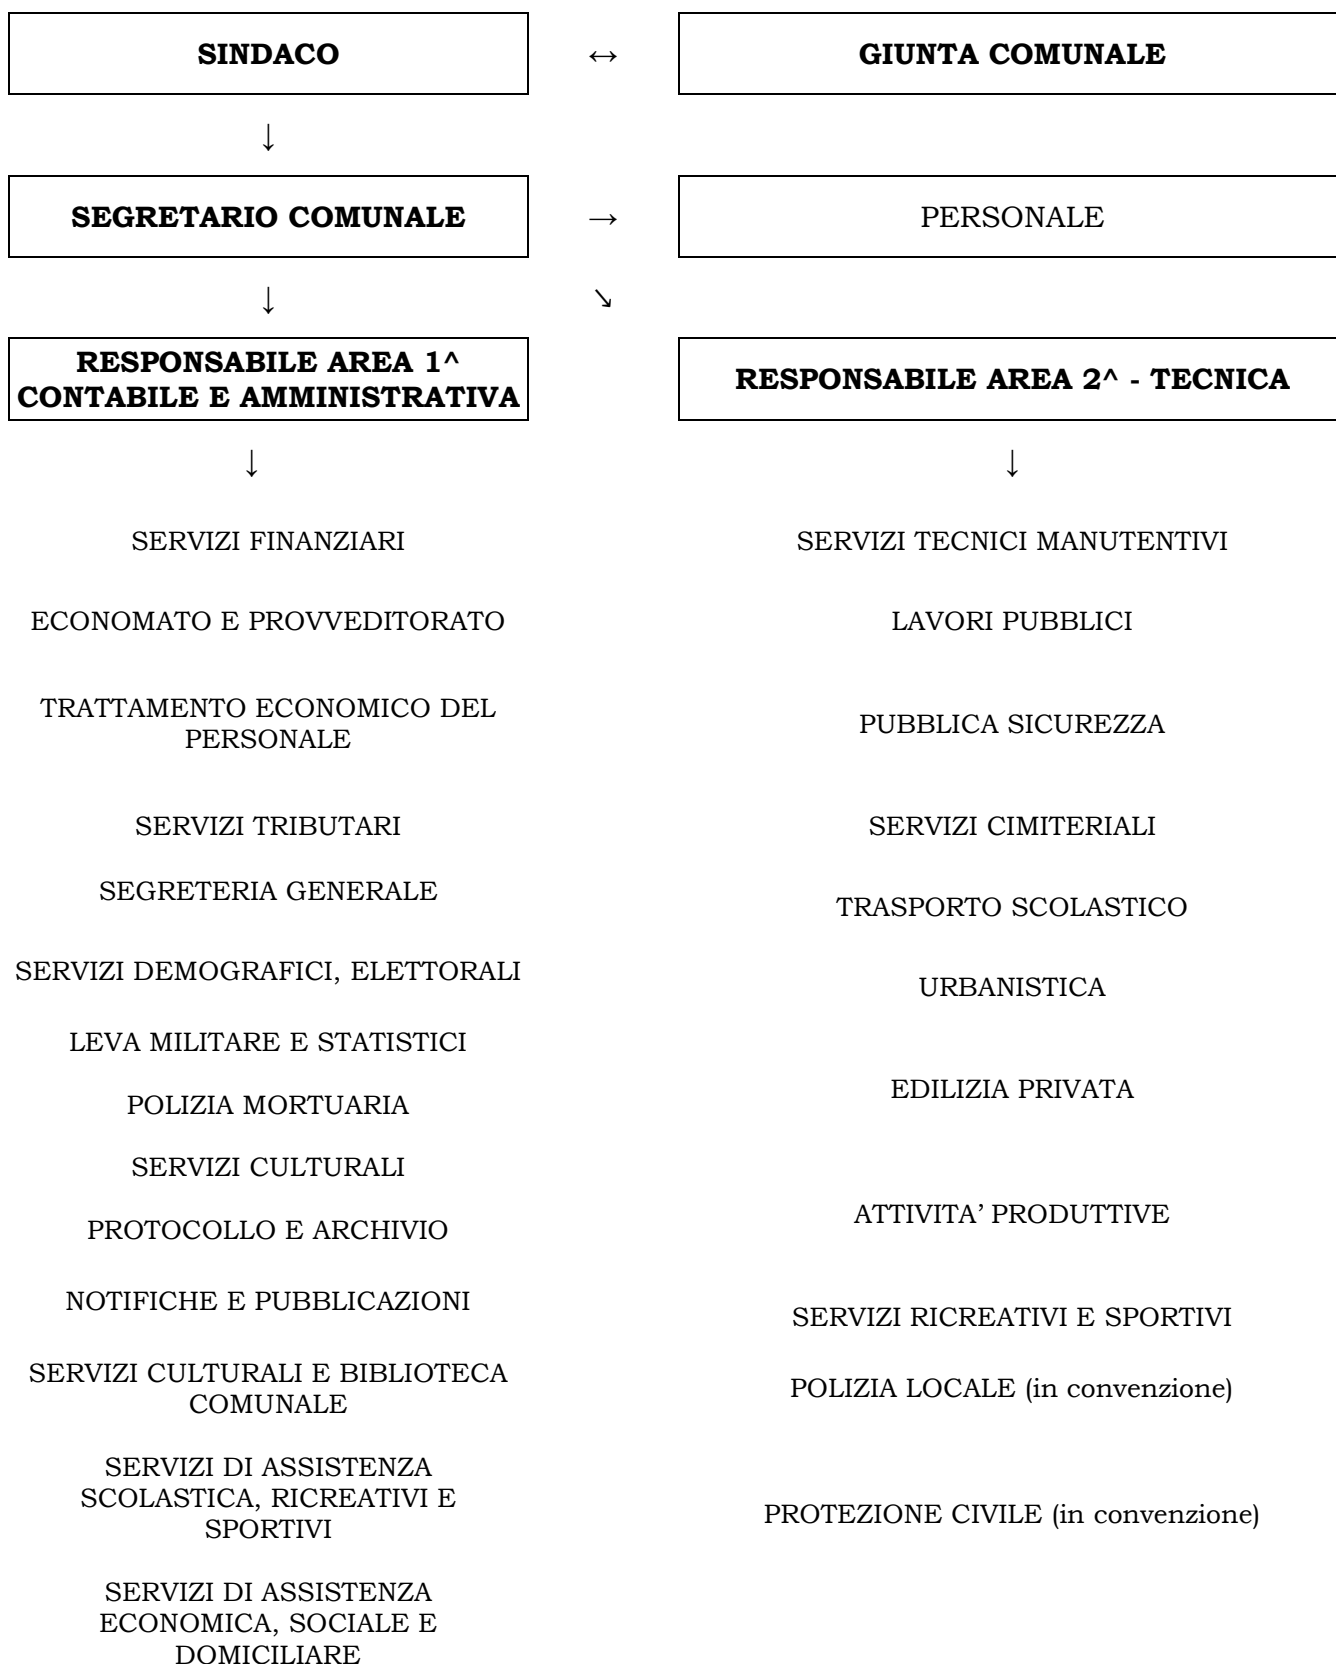 SINDACO ↔ GIUNTA COMUNALE
↓
SEGRETARIO COMUNALE → PERSONALE
↓ ↘
RESPONSABILE AREA 1^
CONTABILE E AMMINISTRATIVA
RESPONSABILE AREA 2^ - TECNICA
↓ ↓
SERVIZI FINANZIARI
ECONOMATO E PROVVEDITORATO
TRATTAMENTO ECONOMICO DEL
PERSONALE
SERVIZI TRIBUTARI
SEGRETERIA GENERALE
SERVIZI DEMOGRAFICI, ELETTORALI
LEVA MILITARE E STATISTICI
POLIZIA MORTUARIA
SERVIZI CULTURALI
PROTOCOLLO E ARCHIVIO
NOTIFICHE E PUBBLICAZIONI
SERVIZI CULTURALI E BIBLIOTECA
COMUNALE
SERVIZI DI ASSISTENZA
SCOLASTICA, RICREATIVI E
SPORTIVI
SERVIZI DI ASSISTENZA
ECONOMICA, SOCIALE E
DOMICILIARE
SERVIZI TECNICI MANUTENTIVI
LAVORI PUBBLICI
PUBBLICA SICUREZZA
SERVIZI CIMITERIALI
TRASPORTO SCOLASTICO
URBANISTICA
EDILIZIA PRIVATA
ATTIVITA’ PRODUTTIVE
SERVIZI RICREATIVI E SPORTIVI
POLIZIA LOCALE (in convenzione)
PROTEZIONE CIVILE (in convenzione)